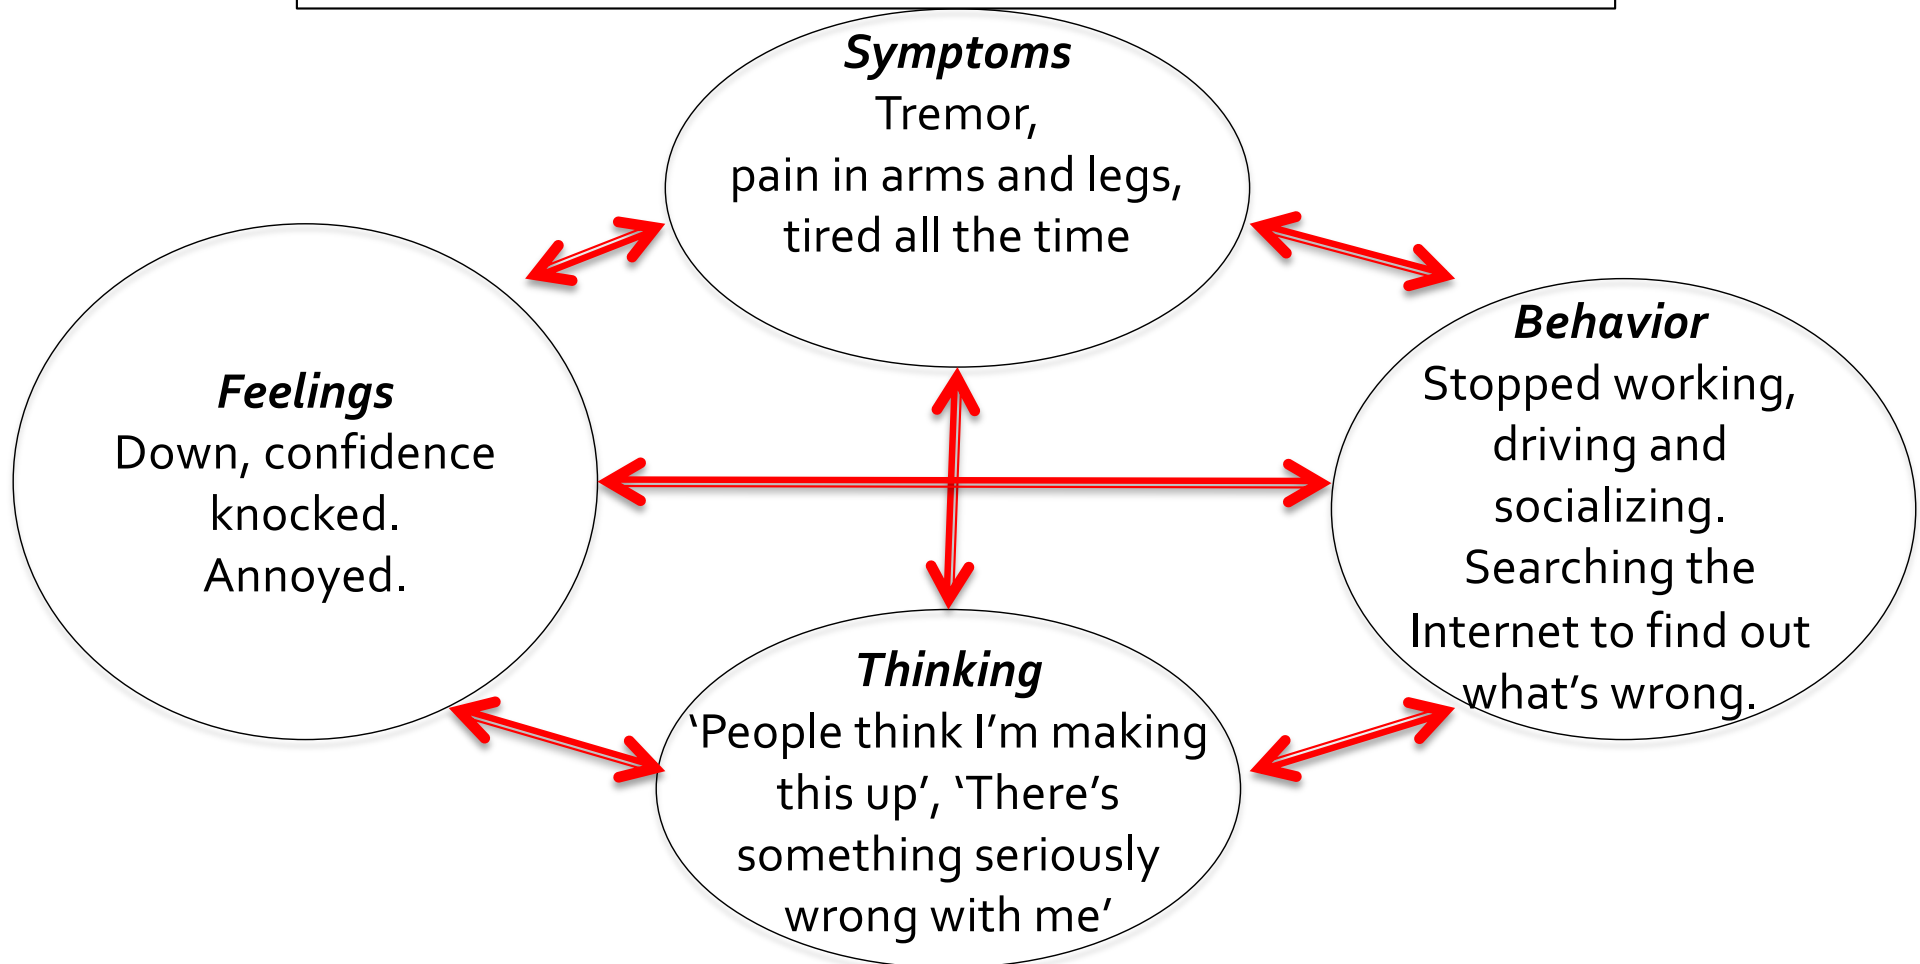 Symptoms
Tremor,
pain in arms and legs,
tired all the time
Feelings
Down, confidence
knocked.
Annoyed.
Behavior
Stopped working,
driving and
socializing.
Searching the
Internet to find out
what's wrong.
Thinking
‘People think I’m making
this up’, ‘There’s
something seriously
wrong with me’